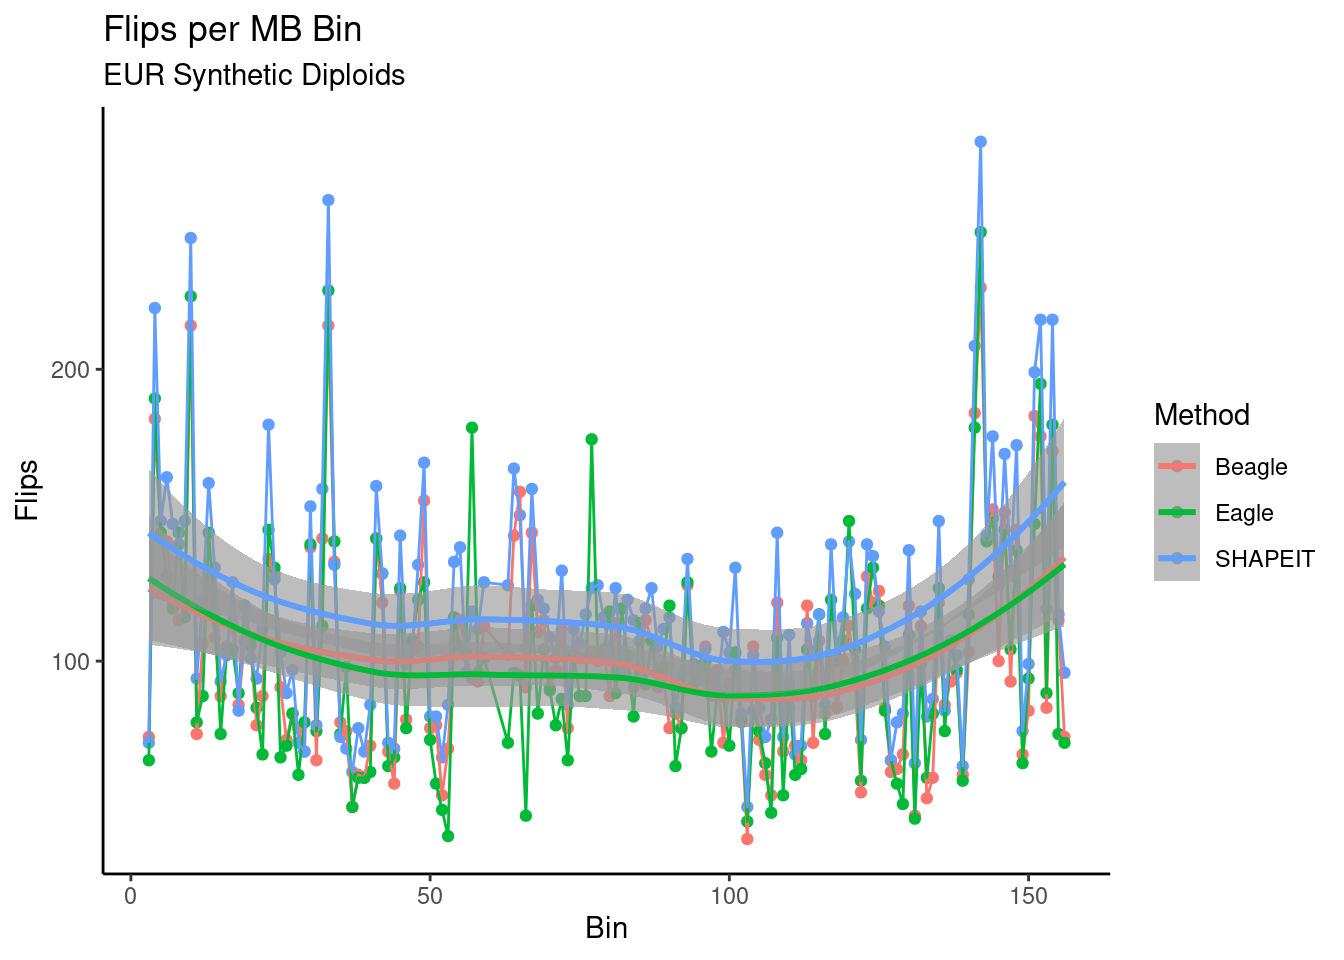 Flips per MB Bin
EUR Synthetic Diploids
Flips
200
100
0
50
100
150
Bin
Method
Beagle
Eagle
SHAPEIT